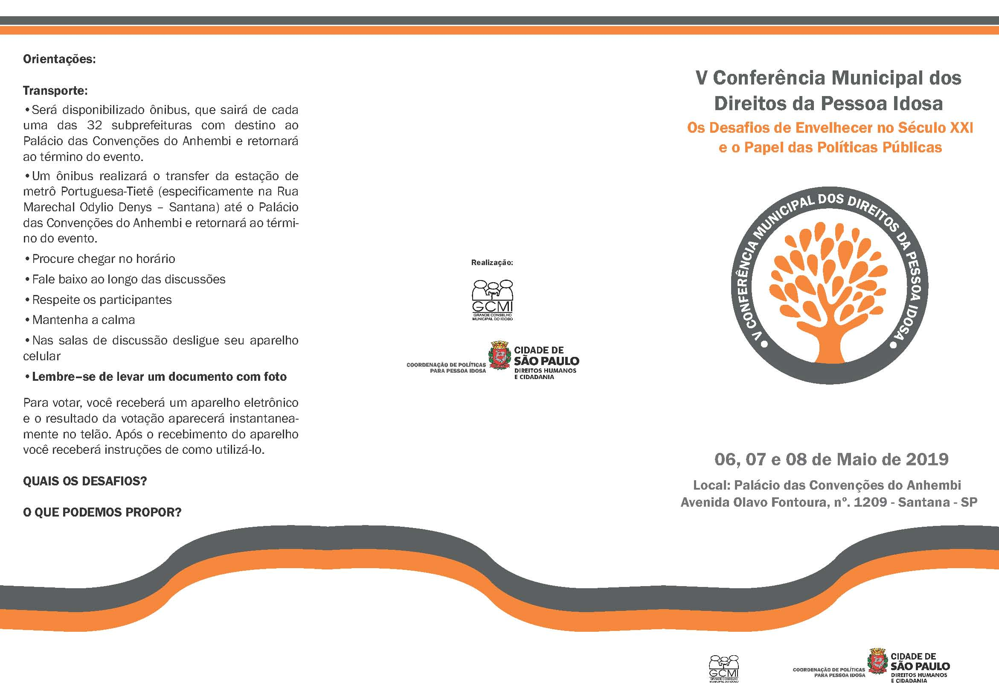 Orientações:
Transporte:
•Será disponibilizado ônibus, que sairá de cada
uma das 32 subprefeituras com destino ao
Palácio das Convenções do Anhembi e retornará
ao término do evento.
•Um ônibus realizará o transfer da estação de
metrô Portuguesa-Tietê (especificamente na Rua
Marechal Odylio Denys – Santana) até o Palácio
das Convenções do Anhembi e retornará ao térmi-
no do evento.
•Procure chegar no horário
•Fale baixo ao longo das discussões
•Respeite os participantes
•Mantenha a calma
•Nas salas de discussão desligue seu aparelho
celular
•Lembre–se de levar um documento com foto
Para votar, você receberá um aparelho eletrônico
e o resultado da votação aparecerá instantanea-
mente no telão. Após o recebimento do aparelho
você receberá instruções de como utilizá-lo.
QUAIS OS DESAFIOS?
O QUE PODEMOS PROPOR?
Realização:
GCMI
GRANDE CONSELHO
MUNICIPAL DO IDOSO
COORDENAÇÃO DE POLÍTICAS
PARA PESSOA IDOSA
CIDADE DE
SÃO PAULO
DIREITOS HUMANOS
E CIDADANIA
V Conferência Municipal dos
Direitos da Pessoa Idosa
Os Desafios de Envelhecer no Século XXI
e o Papel das Políticas Públicas
• V CONFERÊNCIA MUNICIPAL DOS DIREITOS DA PESSOA IDOSA •
06, 07 e 08 de Maio de 2019
Local: Palácio das Convenções do Anhembi
Avenida Olavo Fontoura, nº. 1209 - Santana - SP
GCMI
GRANDE CONSELHO
MUNICIPAL DO IDOSO
COORDENAÇÃO DE POLÍTICAS
PARA PESSOA IDOSA
CIDADE DE
SÃO PAULO
DIREITOS HUMANOS
E CIDADANIA